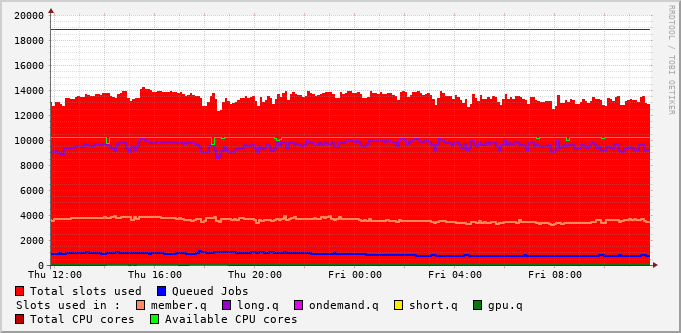 20000
18000
16000
14000
12000
10000
8000
6000
4000
2000
0
Thu 12:00 Thu 16:00 Thu 20:00 Fri 00:00 Fri 04:00 Fri 08:00
Total slots used Queued Jobs
Slots used in : member.q long.q ondemand.q short.q gpu.q
Total CPU cores Available CPU cores
RRDTOOL / TOBI OETIKER